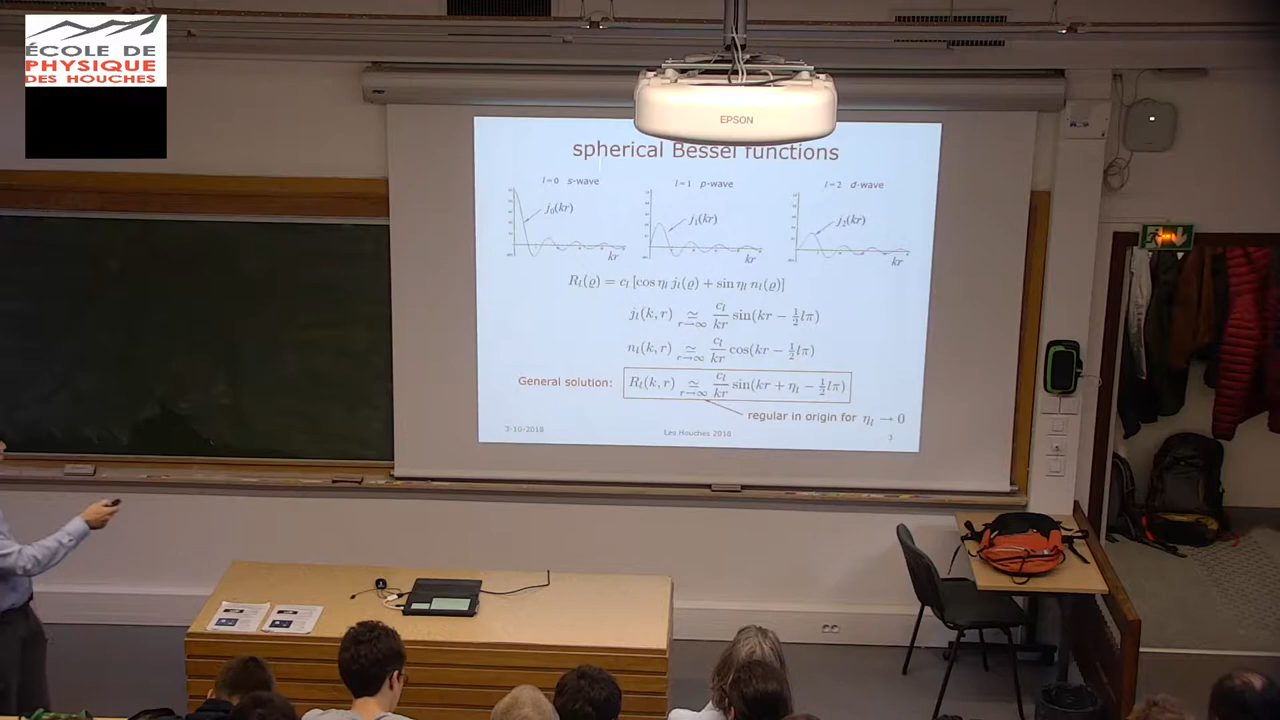 ÉCOLE DE
PHYSIQUE
DES HOUCHES
EPSON
spherical Bessel functions
l=0 s-wave
l=1 p-wave
l=2 d-wave
j₀(kr)
j₁(kr)
j₂(kr)
kr
kr
kr
R_l(ϱ) = c_l [cos η_l j_l(ϱ) + sin η_l n_l(ϱ)]
j_l(k, r) ≃_{r→∞} c_l/kr sin(kr − ½lπ)
n_l(k, r) ≃_{r→∞} c_l/kr cos(kr − ½lπ)
General solution: R_l(k, r) ≃_{r→∞} c_l/kr sin(kr + η_l − ½lπ)
regular in origin for η_l → 0
3-10-2018
Les Houches 2018
3